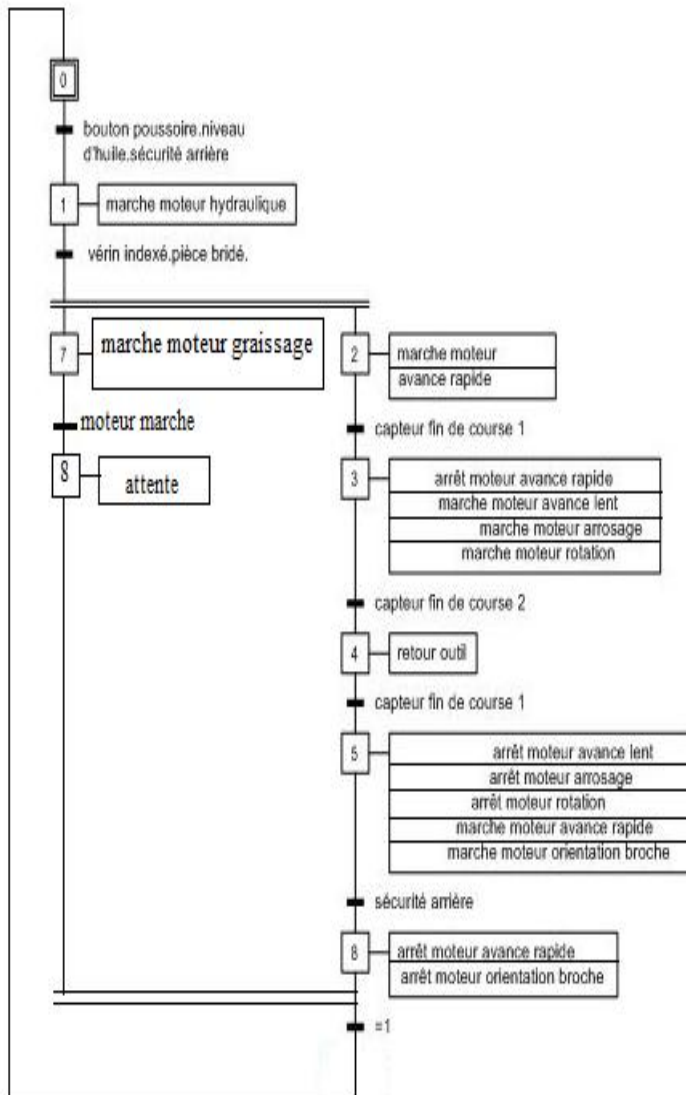 0
bouton poussoire.niveau
d'huile.sécurité arrière
1
marche moteur hydraulique
vérin indexé.pièce bridé.
7
marche moteur graissage
moteur marche
8
attente
2
marche moteur
avance rapide
capteur fin de course 1
3
arrêt moteur avance rapide
marche moteur avance lent
marche moteur arrosage
marche moteur rotation
capteur fin de course 2
4
retour outil
capteur fin de course 1
5
arrêt moteur avance lent
arrêt moteur arrosage
arrêt moteur rotation
marche moteur avance rapide
marche moteur orientation broche
sécurité arrière
8
arrêt moteur avance rapide
arrêt moteur orientation broche
=1